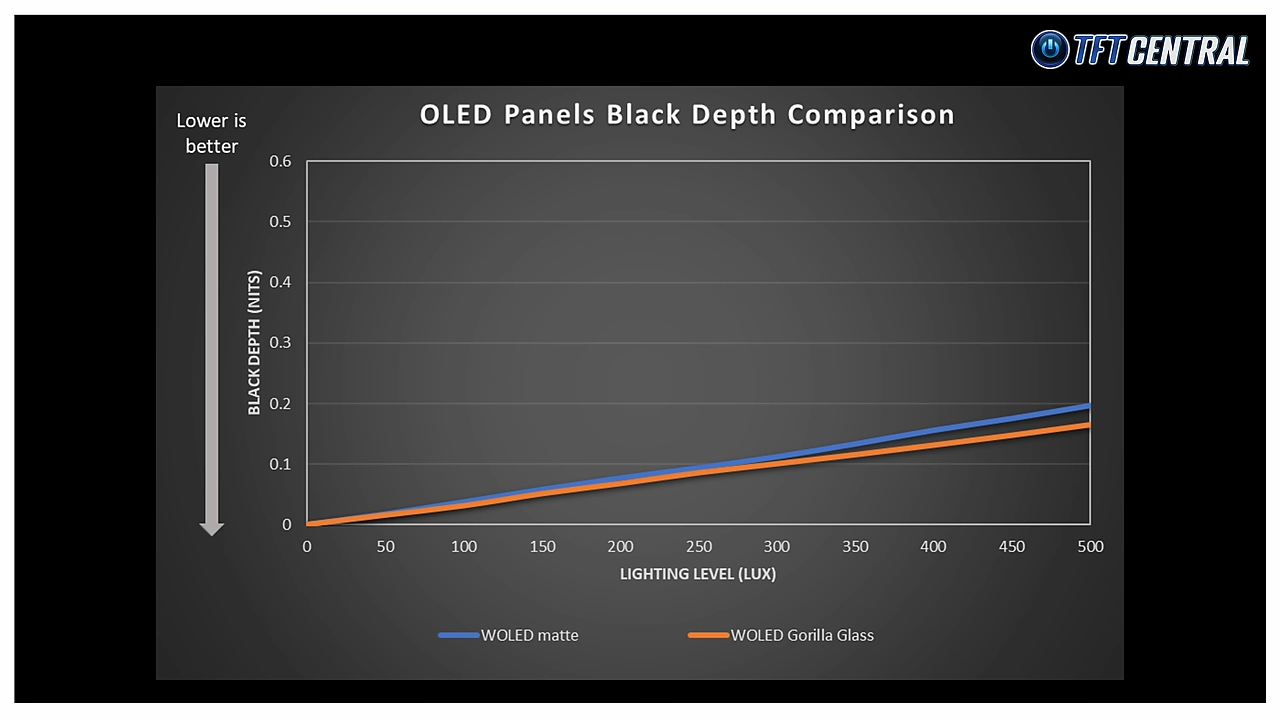 TFTCENTRAL
OLED Panels Black Depth Comparison
Lower is
better
0.6
0.5
0.4
0.3
0.2
0.1
0
BLACK DEPTH (NITS)
0 50 100 150 200 250 300 350 400 450 500
LIGHTING LEVEL (LUX)
WOLED matte WOLED Gorilla Glass